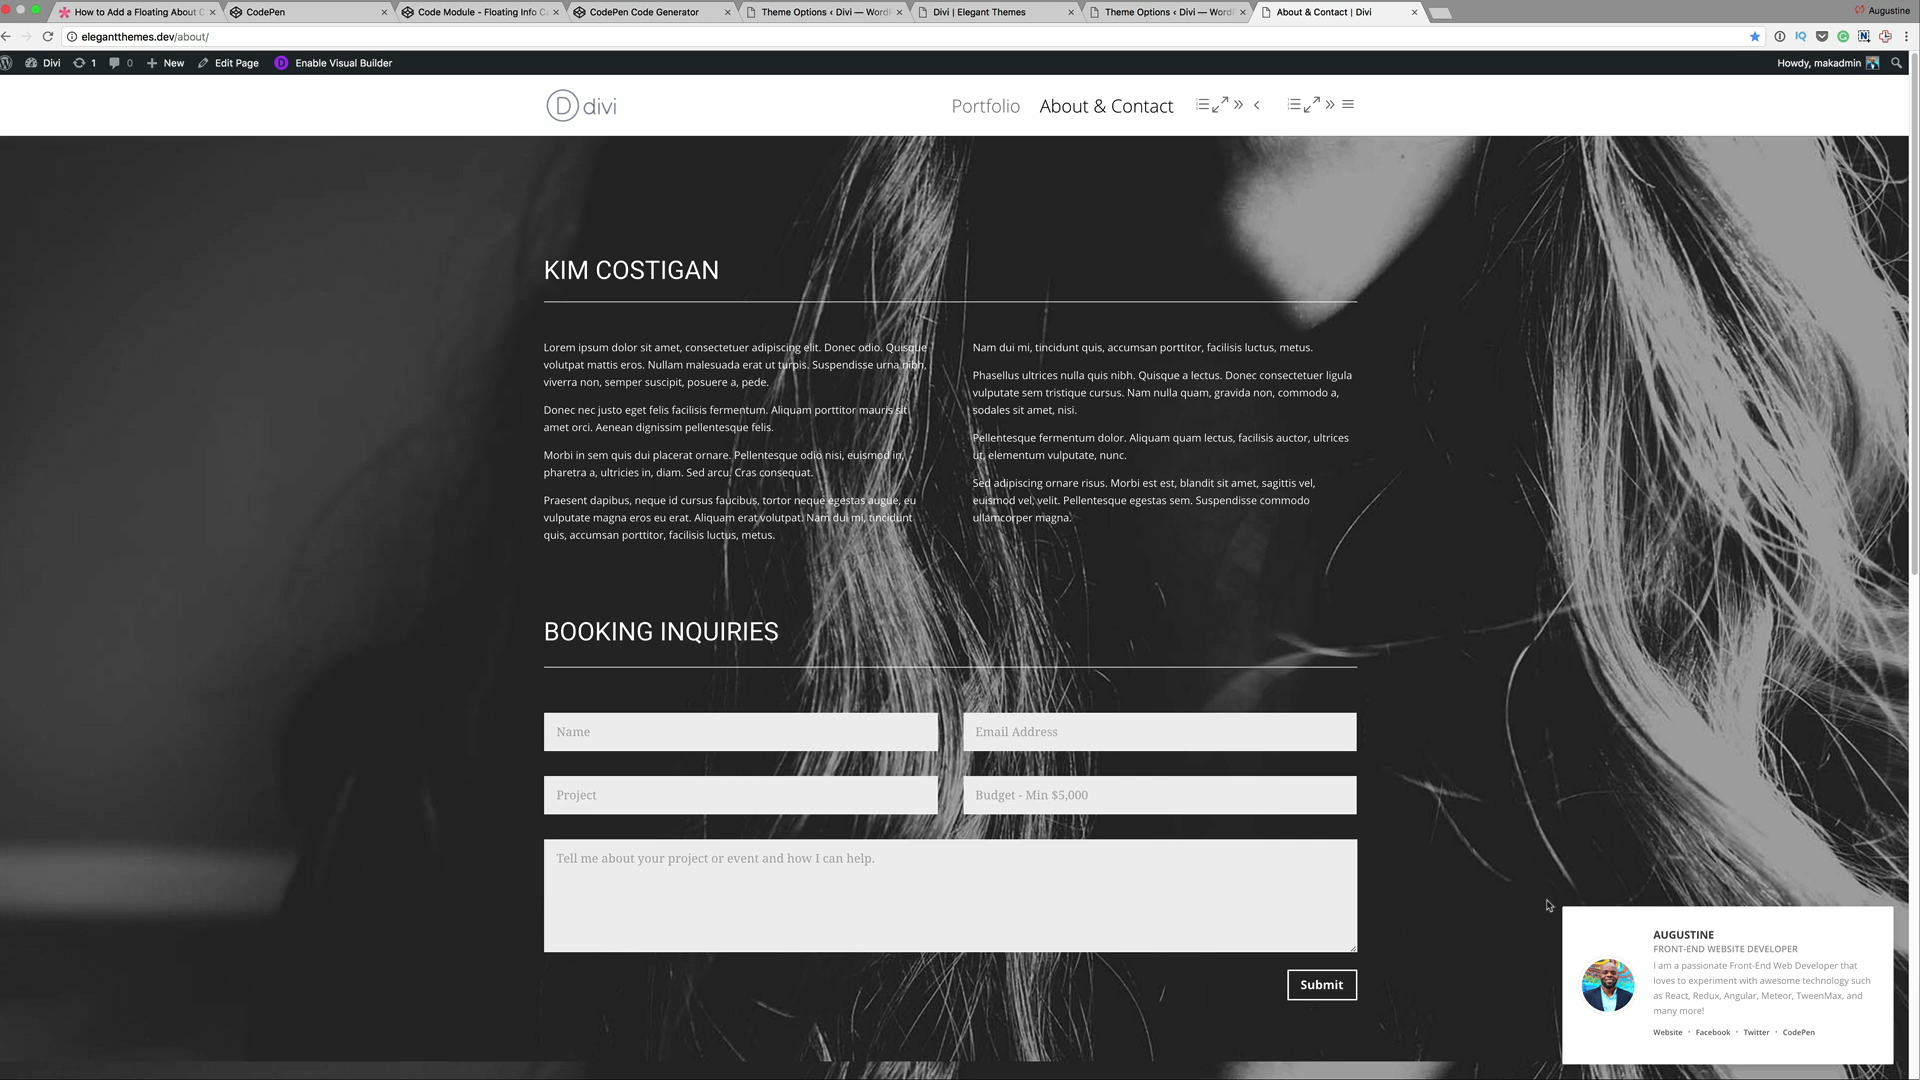 How to Add a Floating About C
CodePen
Code Module - Floating Info Ca
CodePen Code Generator
Theme Options ‹ Divi — WordP
Divi | Elegant Themes
Theme Options ‹ Divi — WordP
About & Contact | Divi
Augustine
elegantthemes.dev/about/
Divi 1 0 New Edit Page Enable Visual Builder
Howdy, makadmin
divi
Portfolio About & Contact
KIM COSTIGAN
Lorem ipsum dolor sit amet, consectetuer adipiscing elit. Donec odio. Quisque
volutpat mattis eros. Nullam malesuada erat ut turpis. Suspendisse urna nibh,
viverra non, semper suscipit, posuere a, pede.
Donec nec justo eget felis facilisis fermentum. Aliquam porttitor mauris sit
amet orci. Aenean dignissim pellentesque felis.
Morbi in sem quis dui placerat ornare. Pellentesque odio nisi, euismod in,
pharetra a, ultricies in, diam. Sed arcu. Cras consequat.
Praesent dapibus, neque id cursus faucibus, tortor neque egestas augue, eu
vulputate magna eros eu erat. Aliquam erat volutpat. Nam dui mi, tincidunt
quis, accumsan porttitor, facilisis luctus, metus.
Nam dui mi, tincidunt quis, accumsan porttitor, facilisis luctus, metus.
Phasellus ultrices nulla quis nibh. Quisque a lectus. Donec consectetuer ligula
vulputate sem tristique cursus. Nam nulla quam, gravida non, commodo a,
sodales sit amet, nisi.
Pellentesque fermentum dolor. Aliquam quam lectus, facilisis auctor, ultrices
ut, elementum vulputate, nunc.
Sed adipiscing ornare risus. Morbi est est, blandit sit amet, sagittis vel,
euismod vel, velit. Pellentesque egestas sem. Suspendisse commodo
ullamcorper magna.
BOOKING INQUIRIES
Name
Email Address
Project
Budget - Min $5,000
Tell me about your project or event and how I can help.
Submit
AUGUSTINE
FRONT-END WEBSITE DEVELOPER
I am a passionate Front-End Web Developer that
loves to experiment with awesome technology such
as React, Redux, Angular, Meteor, TweenMax, and
many more!
Website · Facebook · Twitter · CodePen